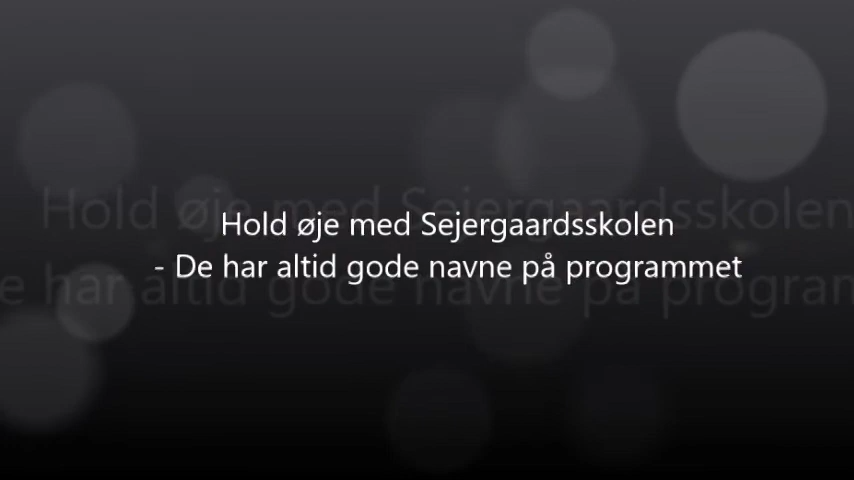 Hold øje med Sejergaardsskolen
- De har altid gode navne på programmet